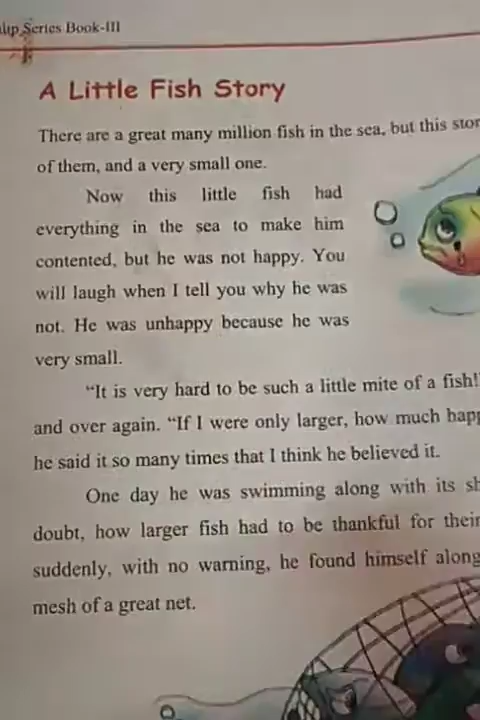 Series Book-III
A Little Fish Story
There are a great many million fish in the sea, but this
of them, and a very small one.
Now this little fish had
everything in the sea to make him
contented, but he was not happy. You
will laugh when I tell you why he was
not. He was unhappy because he was
very small.
“It is very hard to be such a little mite of a fish!
and over again. “If I were only larger, how much
he said it so many times that I think he believed it.
One day he was swimming along with its
doubt, how larger fish had to be thankful for their
suddenly, with no warning, he found himself along
mesh of a great net.